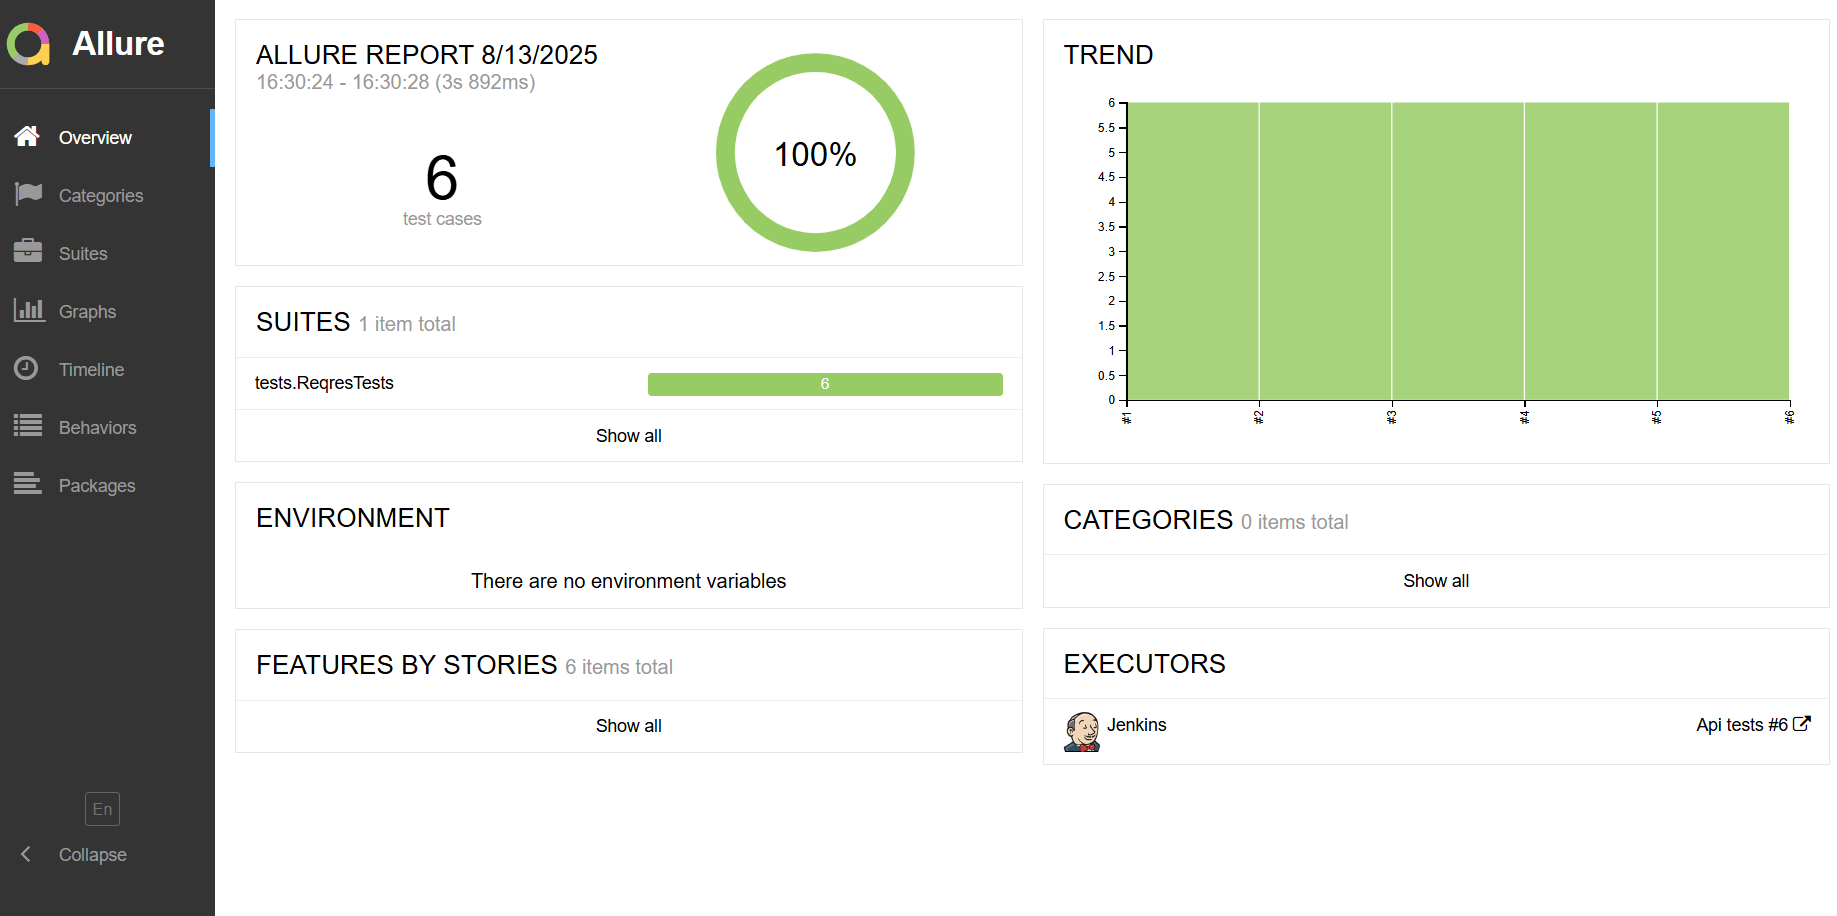 Allure
Overview
Categories
Suites
Graphs
Timeline
Behaviors
Packages
En
Collapse
ALLURE REPORT 8/13/2025
16:30:24 - 16:30:28 (3s 892ms)
6
test cases
100%
SUITES 1 item total
tests.ReqresTests 6
Show all
ENVIRONMENT
There are no environment variables
FEATURES BY STORIES 6 items total
Show all
TREND
6
5.5
5
4.5
4
3.5
3
2.5
2
1.5
1
0.5
0
#1 #2 #3 #4 #5 #6
CATEGORIES 0 items total
Show all
EXECUTORS
Jenkins Api tests #6